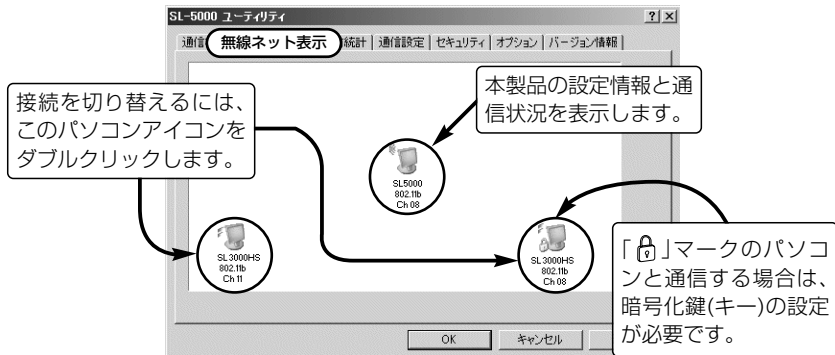 SL-5000 ユーティリティ
通信
無線ネット表示
統計
通信設定
セキュリティ
オプション
バージョン情報
接続を切り替えるには、
このパソコンアイコンを
ダブルクリックします。
本製品の設定情報と通
信状況を表示します。
SL5000
802.11b
Ch 08
SL3000HS
802.11b
Ch 11
SL3000HS
802.11b
Ch 08
「🔒」マークのパソコ
ンと通信する場合は、
暗号化鍵(キー)の設定
が必要です。
OK
キャンセル